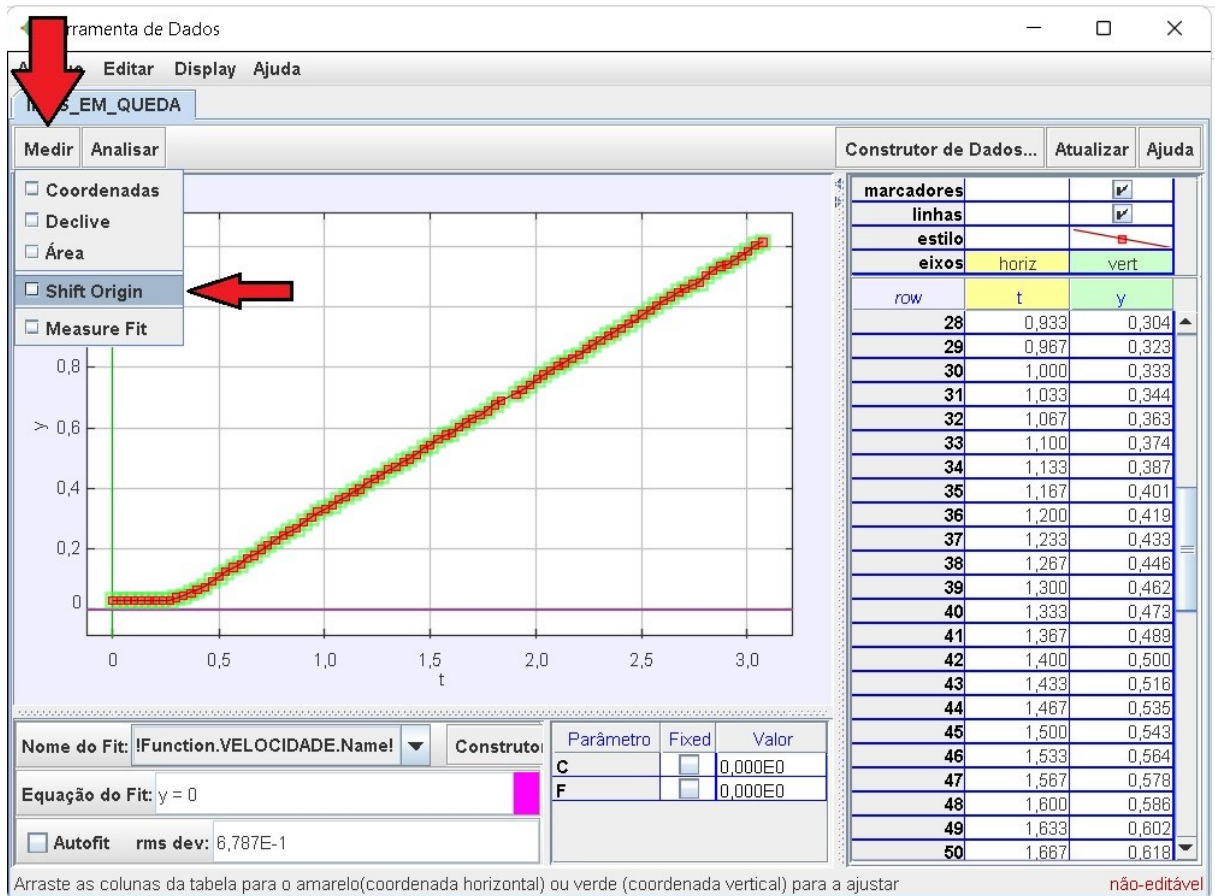 rramenta de Dados
Editar Display Ajuda
S_EM_QUEDA
Medir Analisar
Construtor de Dados... Atualizar Ajuda
Coordenadas
Declive
Área
Shift Origin
Measure Fit
0,8
0,6
0,4
0,2
0
y
0 0,5 1,0 1,5 2,0 2,5 3,0
t
marcadores
linhas
estilo
eixos horiz vert
row t y
28 0,933 0,304
29 0,967 0,323
30 1,000 0,333
31 1,033 0,344
32 1,067 0,363
33 1,100 0,374
34 1,133 0,387
35 1,167 0,401
36 1,200 0,419
37 1,233 0,433
38 1,267 0,446
39 1,300 0,462
40 1,333 0,473
41 1,367 0,489
42 1,400 0,500
43 1,433 0,516
44 1,467 0,535
45 1,500 0,543
46 1,533 0,564
47 1,567 0,578
48 1,600 0,586
49 1,633 0,602
50 1,667 0,618
Nome do Fit: !Function.VELOCIDADE.Name! Construto
Equação do Fit: y = 0
Autofit rms dev: 6,787E-1
Parâmetro Fixed Valor
C 0,000E0
F 0,000E0
Arraste as colunas da tabela para o amarelo(coordenada horizontal) ou verde (coordenada vertical) para a ajustar
não-editável